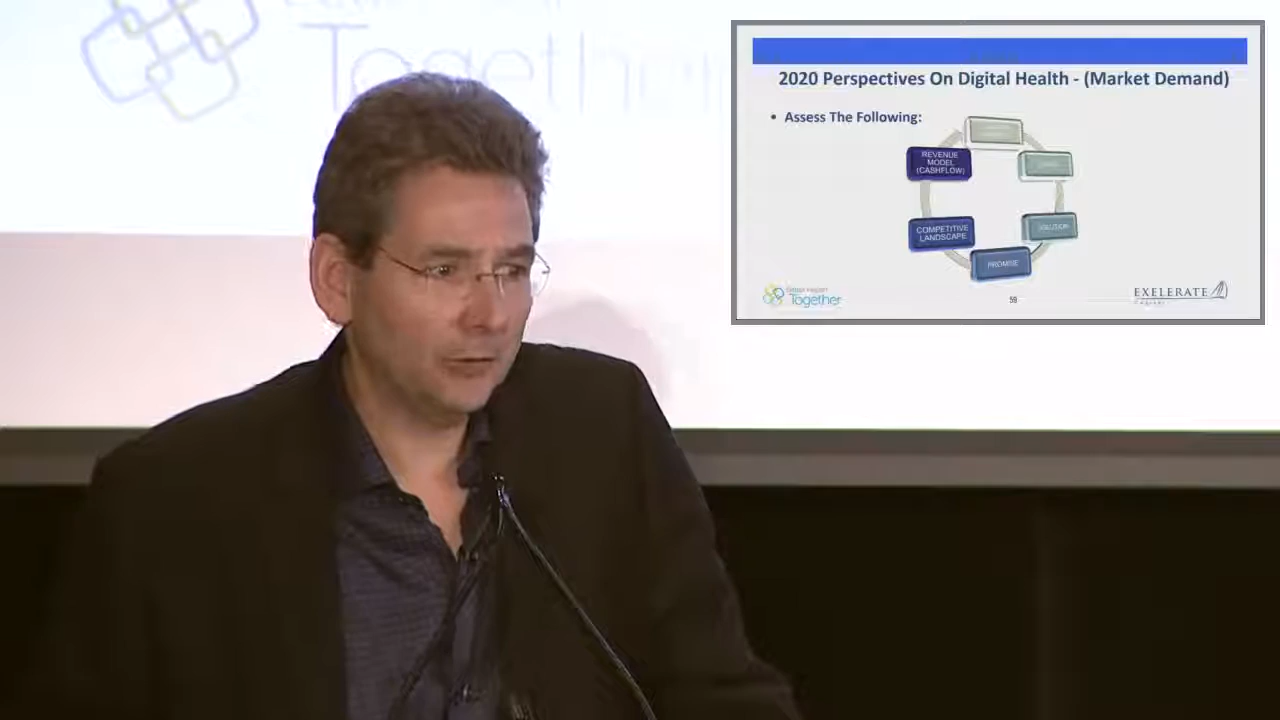 Together
2020 Perspectives On Digital Health - (Market Demand)
• Assess The Following:
REVENUE
MODEL
(CASHFLOW)
COMPETITIVE
LANDSCAPE
SOLUTION
PROMISE
Together
59
EXELERATE